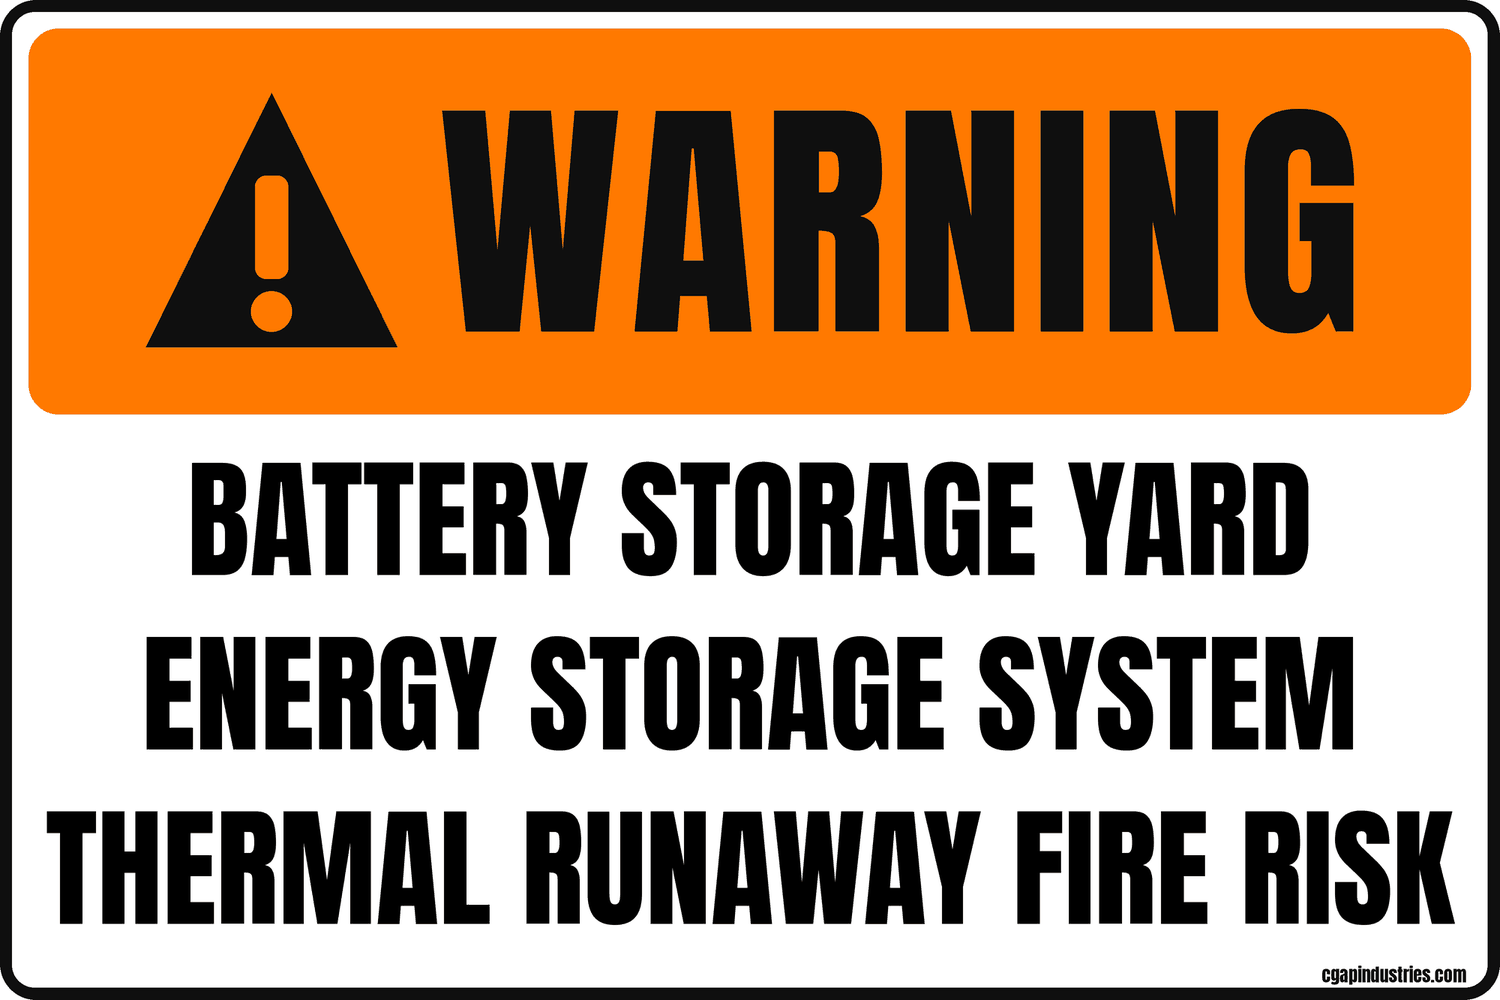 WARNING
BATTERY STORAGE YARD
ENERGY STORAGE SYSTEM
THERMAL RUNAWAY FIRE RISK
cgapindustries.com